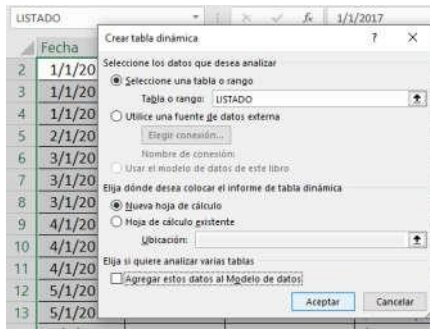 LISTADO fx 1/1/2017
Fecha
2 1/1/20
3 1/1/20
4 1/1/20
5 2/1/20
6 3/1/20
7 3/1/20
8 3/1/20
9 4/1/20
10 4/1/20
11 4/1/20
12 5/1/20
13 5/1/20
Crear tabla dinámica ? ×
Seleccione los datos que desea analizar
Seleccione una tabla o rango
Tabla o rango: LISTADO
Utilice una fuente de datos externa
Elegir conexión...
Nombre de conexión:
Usar el modelo de datos de este libro
Elija dónde desea colocar el informe de tabla dinámica
Nueva hoja de cálculo
Hoja de cálculo existente
Ubicación:
Elija si quiere analizar varias tablas
Agregar estos datos al Modelo de datos
Aceptar Cancelar